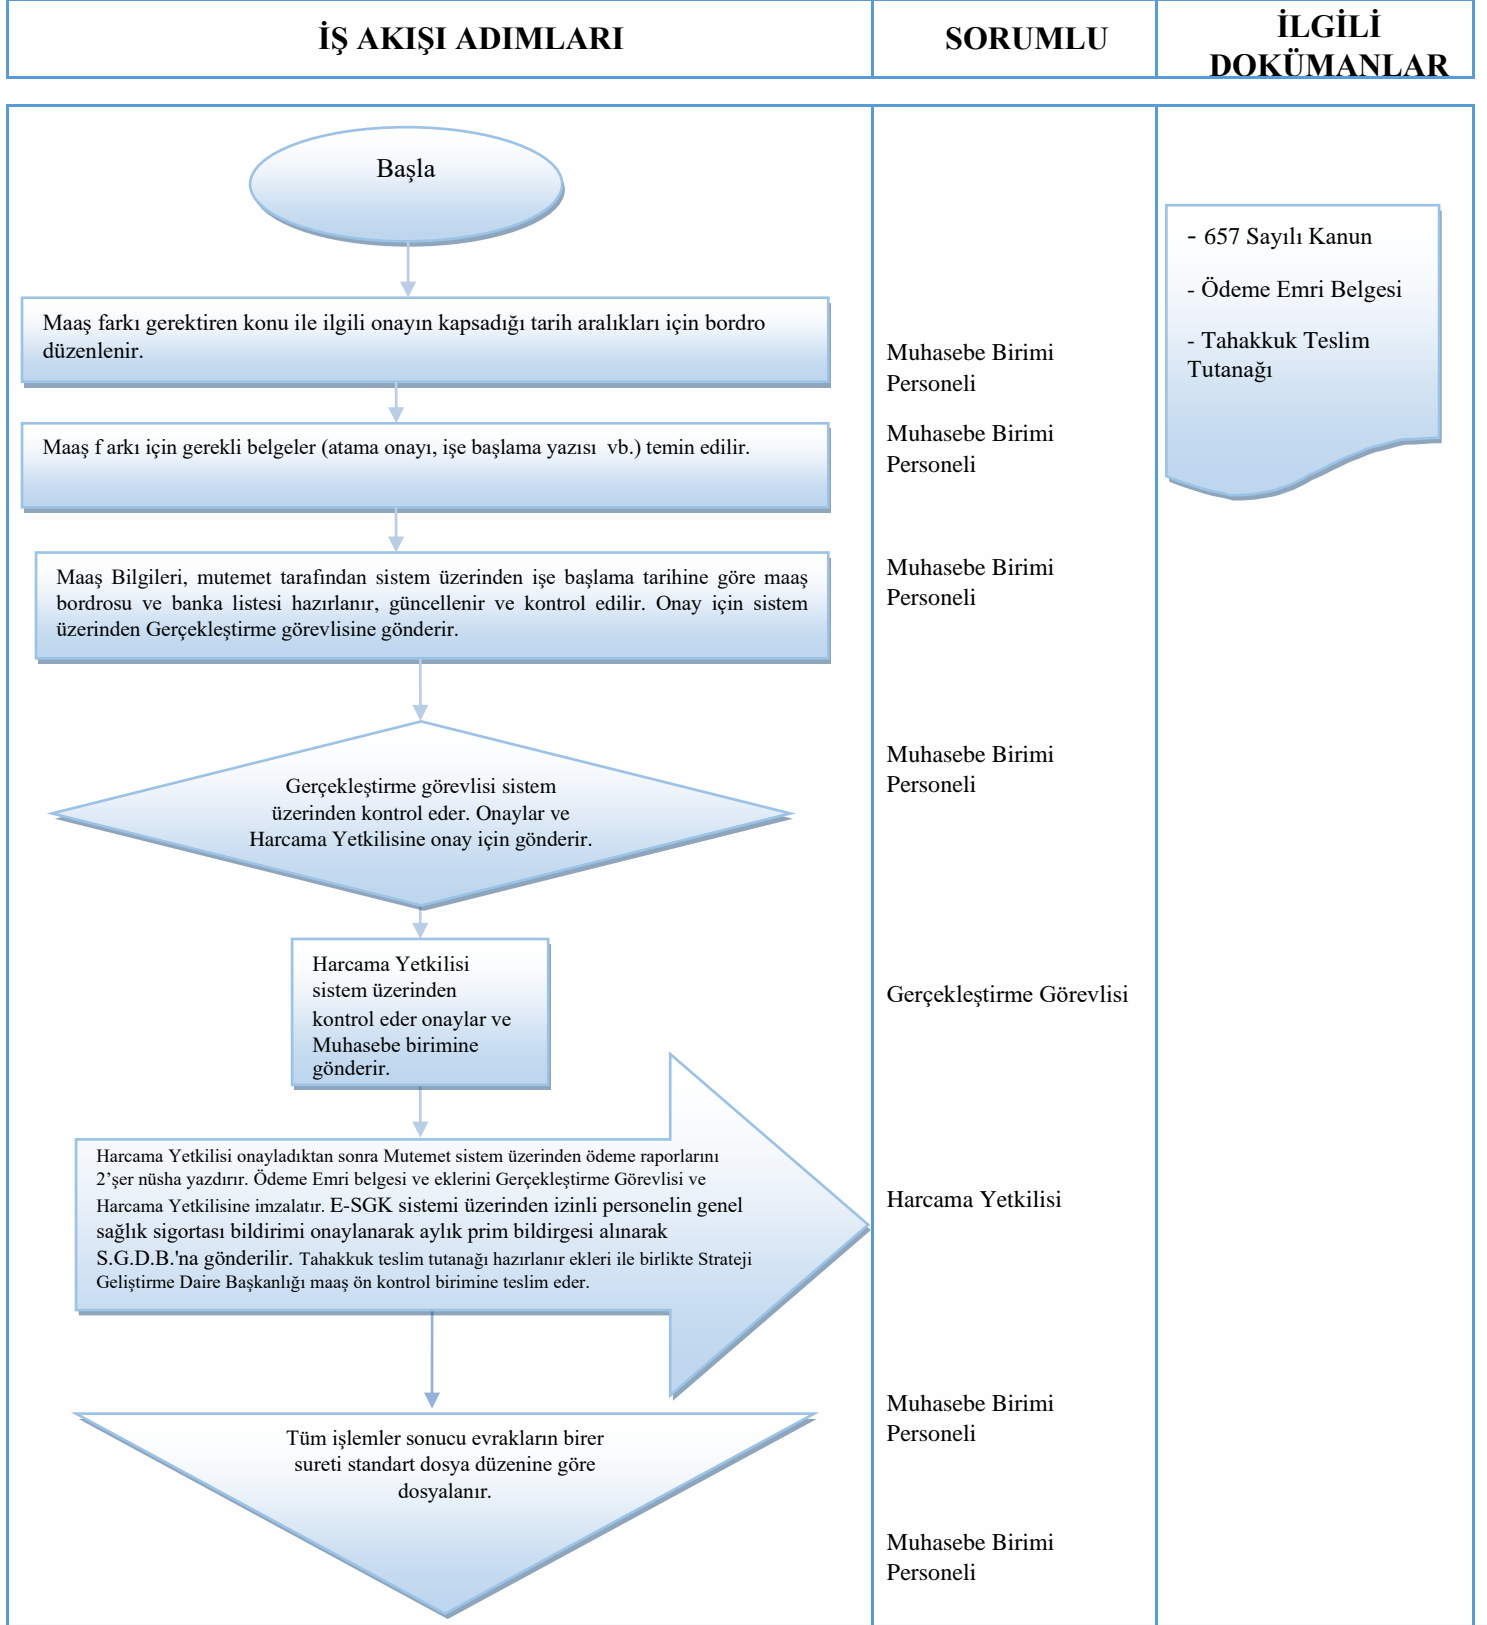 İŞ AKIŞI ADIMLARI
SORUMLU
İLGİLİ
DOKÜMANLAR
Başla
Maaş farkı gerektiren konu ile ilgili onayın kapsadığı tarih aralıkları için bordro
düzenlenir.
Maaş f arkı için gerekli belgeler (atama onayı, işe başlama yazısı vb.) temin edilir.
Maaş Bilgileri, mutemet tarafından sistem üzerinden işe başlama tarihine göre maaş
bordrosu ve banka listesi hazırlanır, güncellenir ve kontrol edilir. Onay için sistem
üzerinden Gerçekleştirme görevlisine gönderir.
Gerçekleştirme görevlisi sistem
üzerinden kontrol eder. Onaylar ve
Harcama Yetkilisine onay için gönderir.
Harcama Yetkilisi
sistem üzerinden
kontrol eder onaylar ve
Muhasebe birimine
gönderir.
Harcama Yetkilisi onayladıktan sonra Mutemet sistem üzerinden ödeme raporlarını
2’şer nüsha yazdırır. Ödeme Emri belgesi ve eklerini Gerçekleştirme Görevlisi ve
Harcama Yetkilisine imzalatır. E-SGK sistemi üzerinden izinli personelin genel
sağlık sigortası bildirimi onaylanarak aylık prim bildirgesi alınarak
S.G.D.B.'na gönderilir. Tahakkuk teslim tutanağı hazırlanır ekleri ile birlikte Strateji
Geliştirme Daire Başkanlığı maaş ön kontrol birimine teslim eder.
Tüm işlemler sonucu evrakların birer
sureti standart dosya düzenine göre
dosyalanır.
Muhasebe Birimi
Personeli
Muhasebe Birimi
Personeli
Muhasebe Birimi
Personeli
Muhasebe Birimi
Personeli
Gerçekleştirme Görevlisi
Harcama Yetkilisi
Muhasebe Birimi
Personeli
Muhasebe Birimi
Personeli
- 657 Sayılı Kanun
- Ödeme Emri Belgesi
- Tahakkuk Teslim
Tutanağı